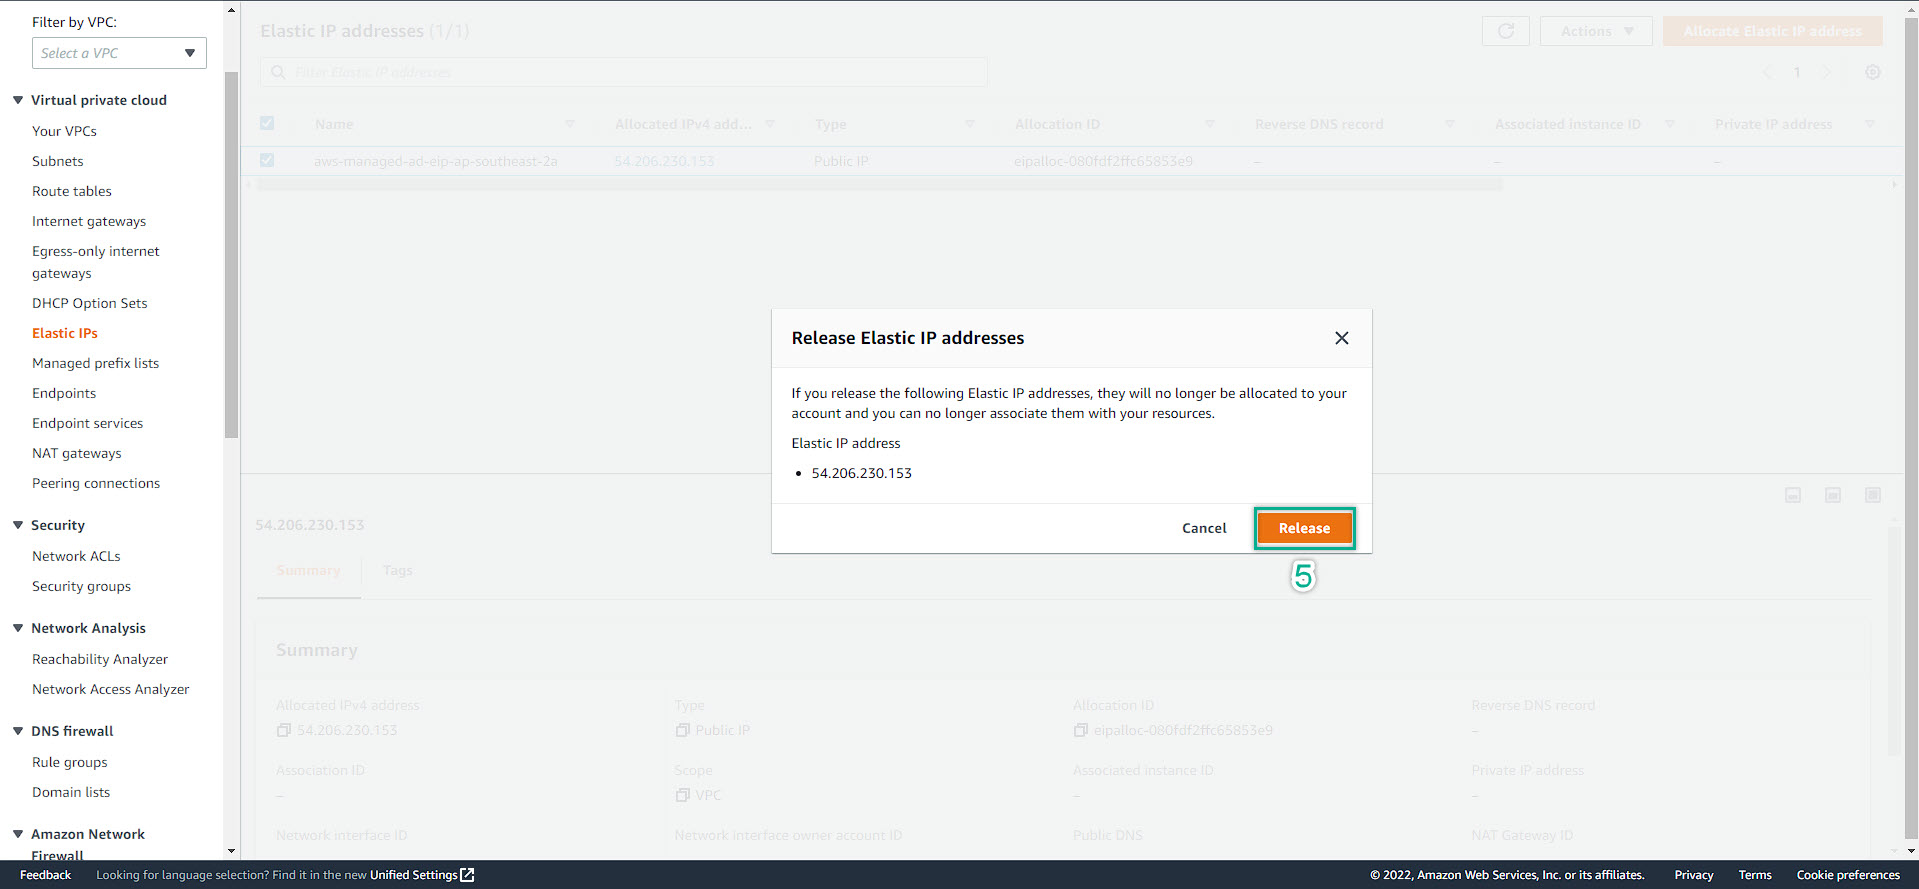 Filter by VPC:
Select a VPC
Virtual private cloud
Your VPCs
Subnets
Route tables
Internet gateways
Egress-only internet
gateways
DHCP Option Sets
Elastic IPs
Managed prefix lists
Endpoints
Endpoint services
NAT gateways
Peering connections
Security
Network ACLs
Security groups
Network Analysis
Reachability Analyzer
Network Access Analyzer
DNS firewall
Rule groups
Domain lists
Amazon Network
Firewall
Elastic IP addresses (1/1)
Actions
Allocate Elastic IP address
Filter Elastic IP addresses
1
Name Allocated IPv4 add... Type Allocation ID Reverse DNS record Associated instance ID Private IP address
aws-managed-ad-eip-ap-southeast-2a 54.206.230.153 Public IP eipalloc-080fdf2ffc65853e9 – – –
Release Elastic IP addresses
If you release the following Elastic IP addresses, they will no longer be allocated to your
account and you can no longer associate them with your resources.
Elastic IP address
• 54.206.230.153
Cancel Release
5
54.206.230.153
Summary Tags
Summary
Allocated IPv4 address Type Allocation ID Reverse DNS record
54.206.230.153 Public IP eipalloc-080fdf2ffc65853e9 –
Association ID Scope Associated instance ID Private IP address
– VPC – –
Network interface ID Network interface owner account ID Public DNS NAT Gateway ID
Feedback Looking for language selection? Find it in the new Unified Settings © 2022, Amazon Web Services, Inc. or its affiliates. Privacy Terms Cookie preferences